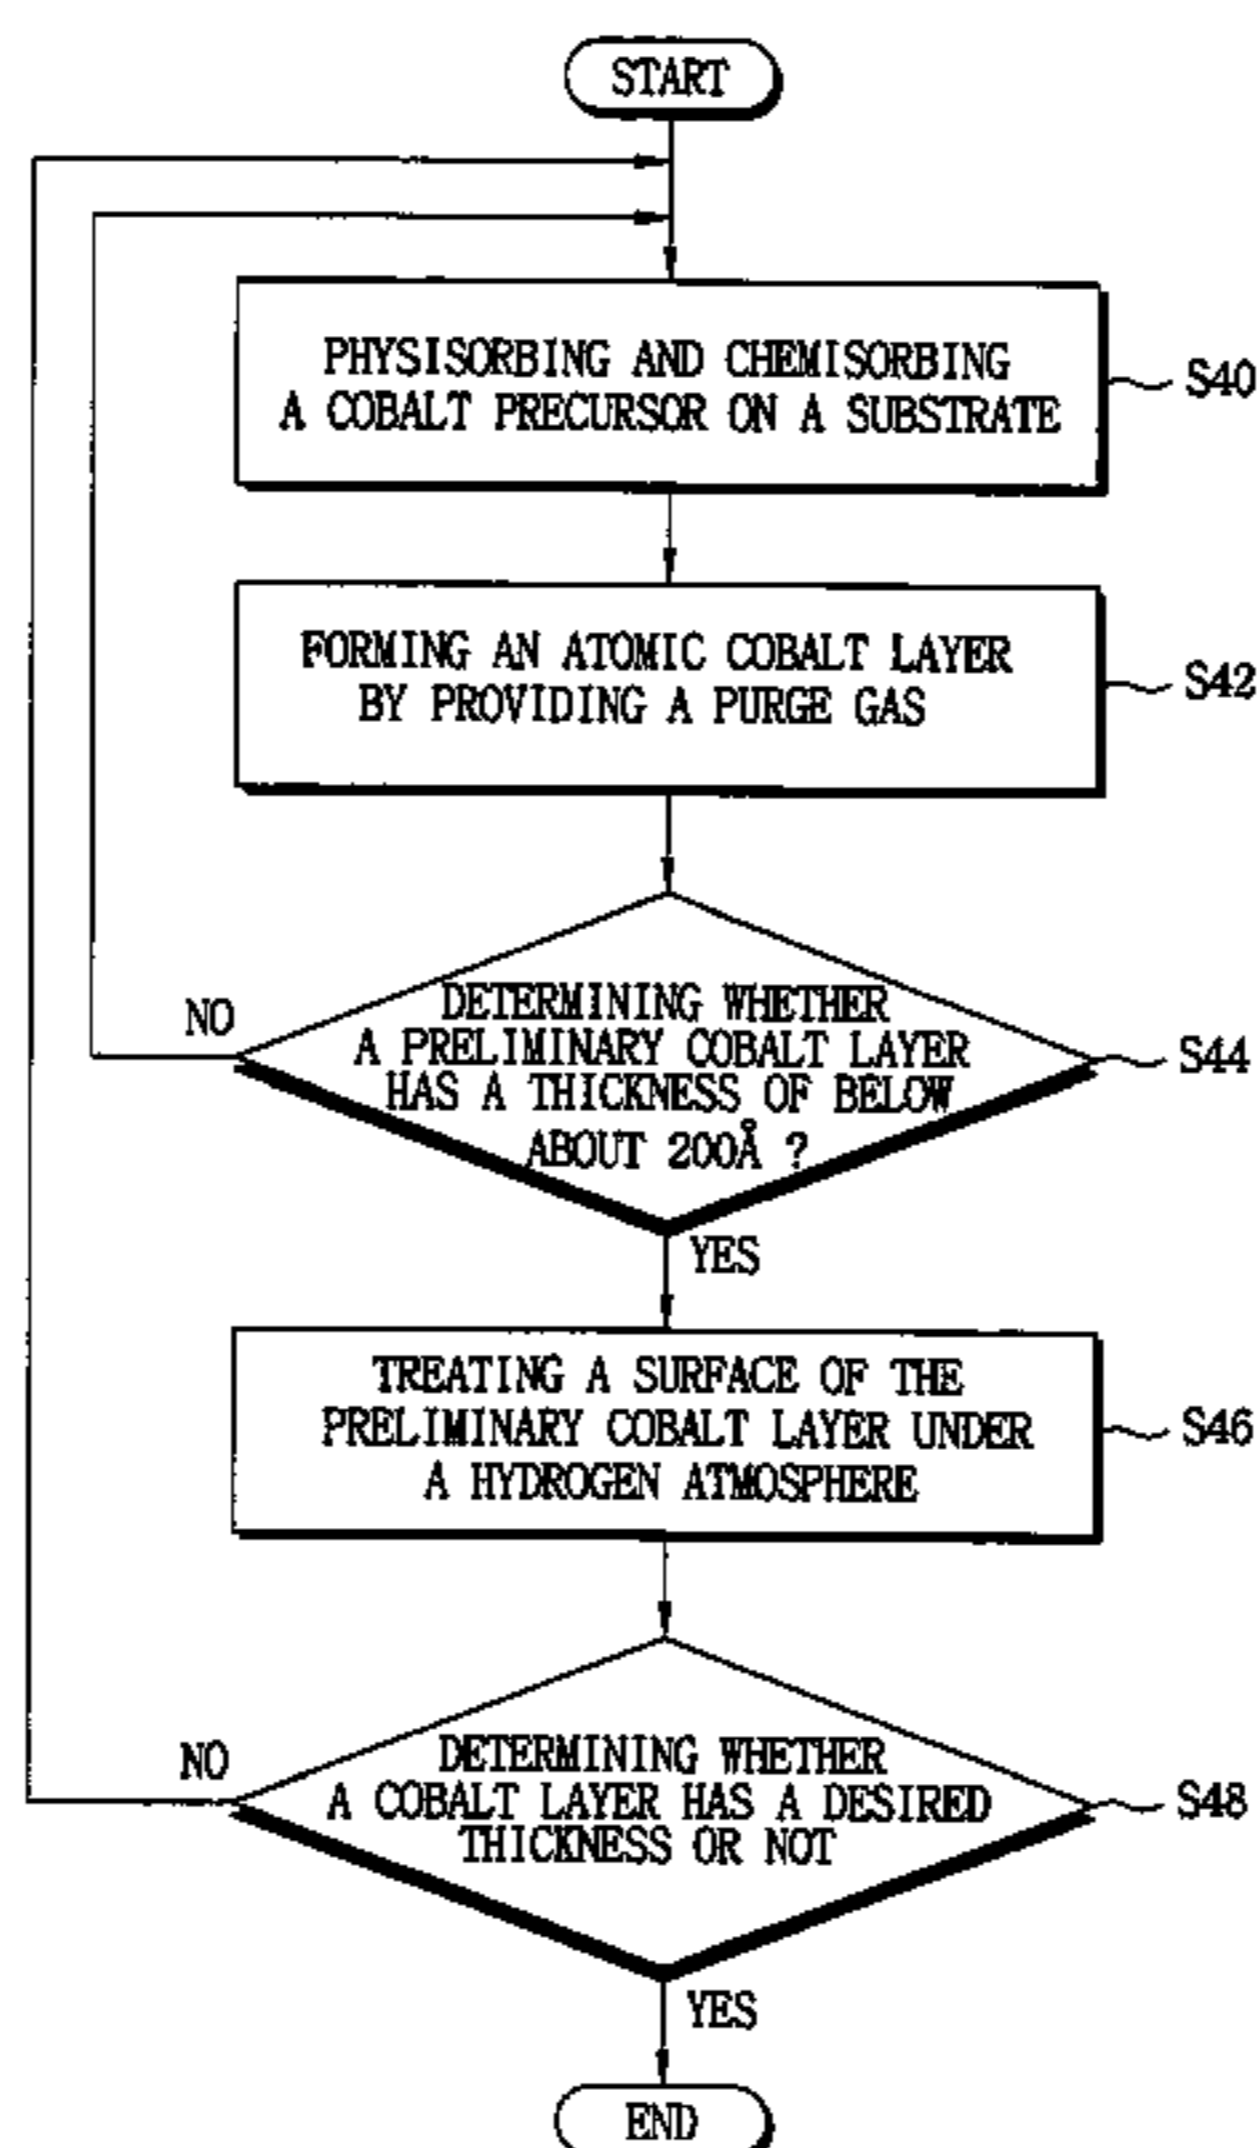 START
PHYSISORBING AND CHEMISORBING
A COBALT PRECURSOR ON A SUBSTRATE
S40
FORMING AN ATOMIC COBALT LAYER
BY PROVIDING A PURGE GAS
S42
DETERMINING WHETHER
A PRELIMINARY COBALT LAYER
HAS A THICKNESS OF BELOW
ABOUT 200Å ?
NO
S44
YES
TREATING A SURFACE OF THE
PRELIMINARY COBALT LAYER UNDER
A HYDROGEN ATMOSPHERE
S46
DETERMINING WHETHER
A COBALT LAYER HAS A DESIRED
THICKNESS OR NOT
NO
S48
YES
END